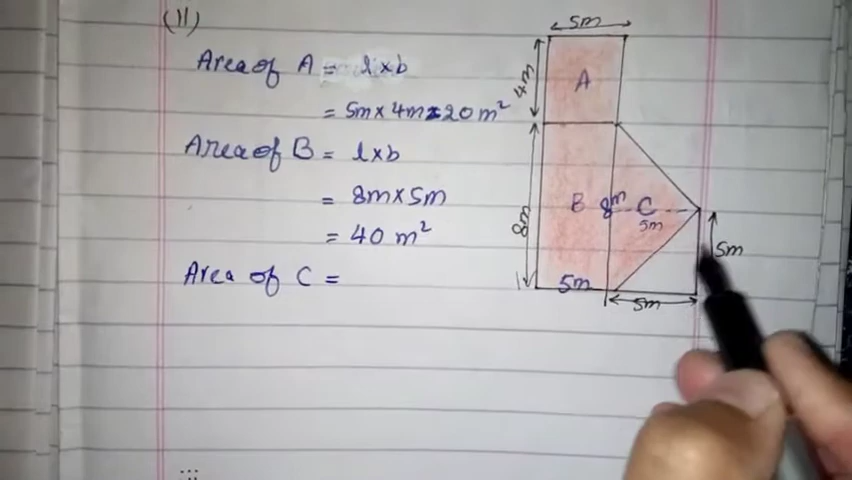 (11)
Area of A = l x b
= 5m x 4m = 20 m²
Area of B = l x b
= 8m x 5m
= 40 m²
Area of C =
5m
4m
A
8m
B
8m
C
5m
5m
5m
5m